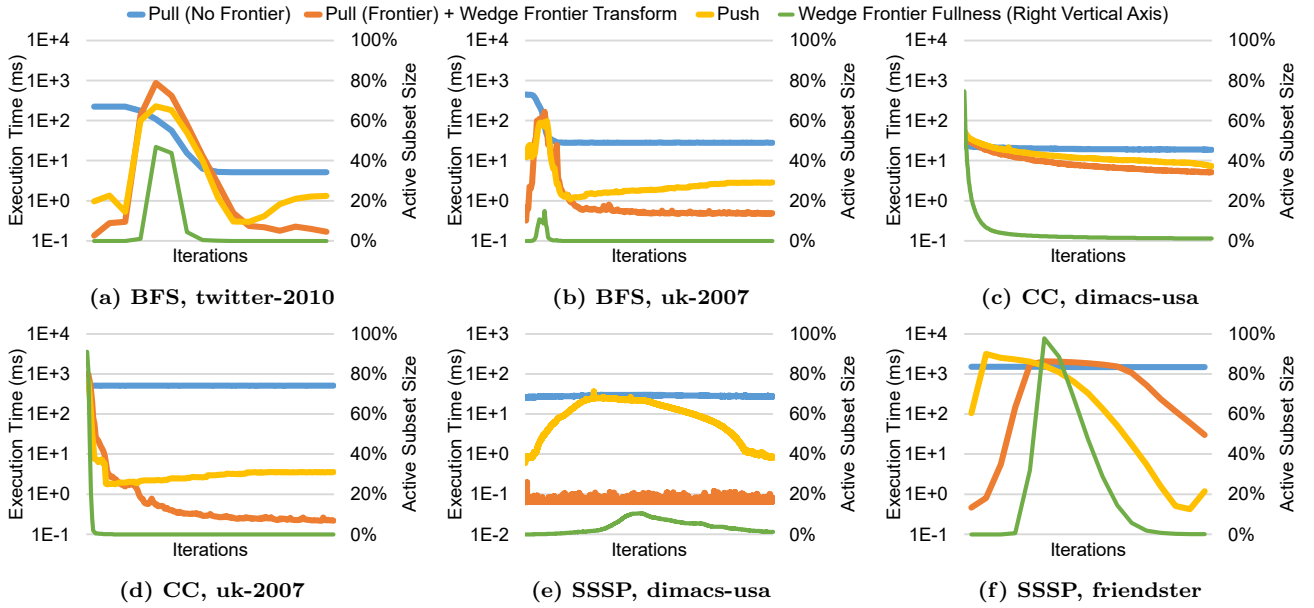 Pull (No Frontier) Pull (Frontier) + Wedge Frontier Transform Push Wedge Frontier Fullness (Right Vertical Axis)
Execution Time (ms)
1E+4
1E+3
1E+2
1E+1
1E+0
1E-1
100%
80%
60%
40%
20%
0%
Active Subset Size
Iterations
(a) BFS, twitter-2010
Execution Time (ms)
1E+4
1E+3
1E+2
1E+1
1E+0
1E-1
100%
80%
60%
40%
20%
0%
Active Subset Size
Iterations
(b) BFS, uk-2007
Execution Time (ms)
1E+4
1E+3
1E+2
1E+1
1E+0
1E-1
100%
80%
60%
40%
20%
0%
Active Subset Size
Iterations
(c) CC, dimacs-usa
Execution Time (ms)
1E+4
1E+3
1E+2
1E+1
1E+0
1E-1
100%
80%
60%
40%
20%
0%
Active Subset Size
Iterations
(d) CC, uk-2007
Execution Time (ms)
1E+3
1E+2
1E+1
1E+0
1E-1
1E-2
100%
80%
60%
40%
20%
0%
Active Subset Size
Iterations
(e) SSSP, dimacs-usa
Execution Time (ms)
1E+4
1E+3
1E+2
1E+1
1E+0
1E-1
100%
80%
60%
40%
20%
0%
Active Subset Size
Iterations
(f) SSSP, friendster